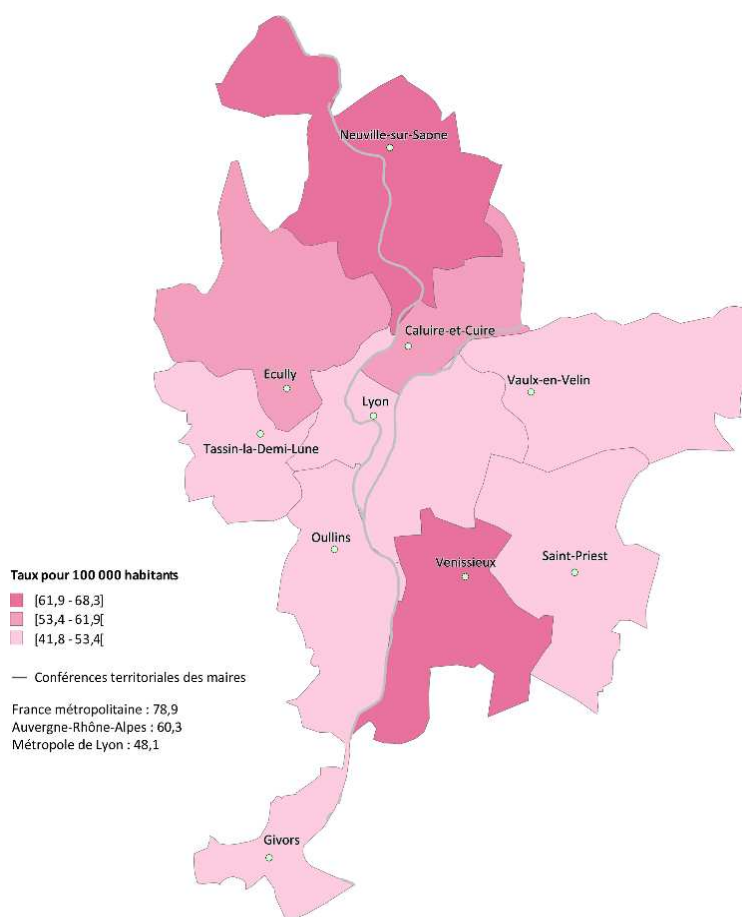 Neuville-sur-Saone
Caluire-et-Cuire
Ecully
Vaulx-en-Velin
Lyon
Tassin-la-Demi-Lune
Oullins
Venissieux
Saint-Priest
Taux pour 100 000 habitants
[61,9 - 68,3]
[53,4 - 61,9[
[41,8 - 53,4[
Conférences territoriales des maires
France métropolitaine : 78,9
Auvergne-Rhône-Alpes : 60,3
Métropole de Lyon : 48,1
Givors